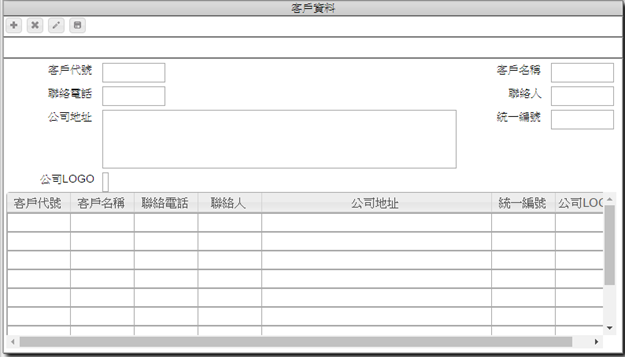 客戶資料
客戶代號 客戶名稱
聯絡電話 聯絡人
公司地址 統一編號
公司LOGO
客戶代號 客戶名稱 聯絡電話 聯絡人 公司地址 統一編號 公司LOG